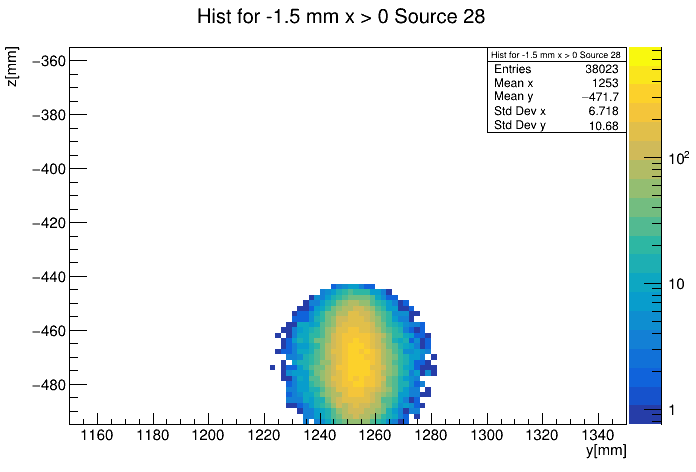 Hist for -1.5 mm x > 0 Source 28
z[mm]
Hist for -1.5 mm x > 0 Source 28
Entries 38023
Mean x 1253
Mean y −471.7
Std Dev x 6.718
Std Dev y 10.68
−360
−380
−400
−420
−440
−460
−480
10²
10
1
1160 1180 1200 1220 1240 1260 1280 1300 1320 1340
y[mm]